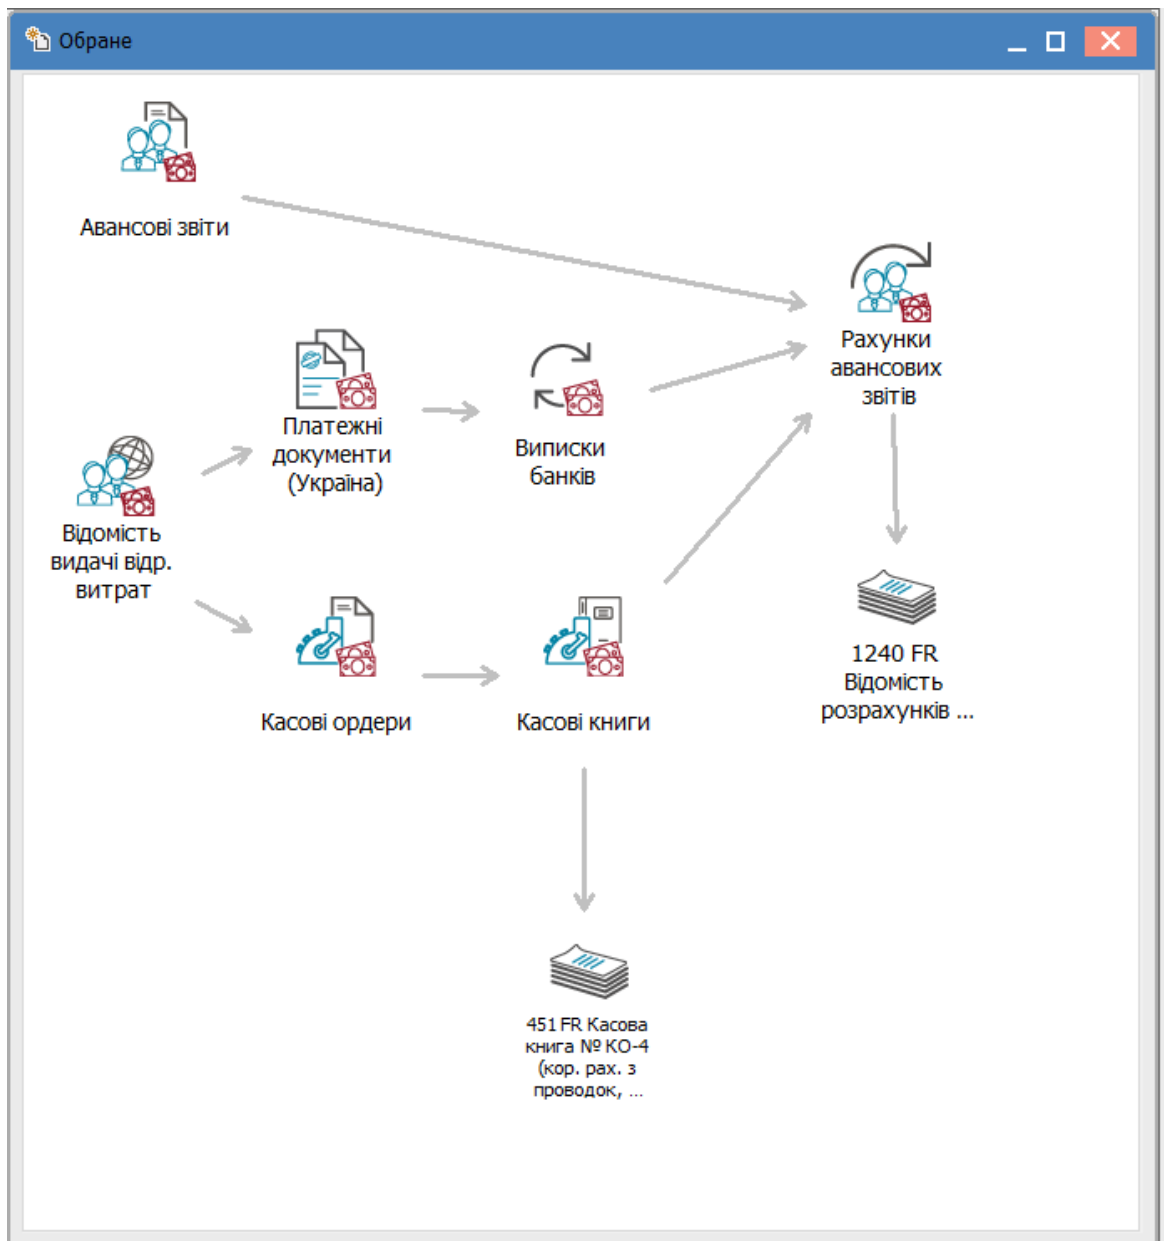 Обране
Авансові звіти
Рахунки
авансових
звітів
Платежні
документи
(Україна)
Виписки
банків
Відомість
видачі відр.
витрат
Касові ордери
Касові книги
1240 FR
Відомість
розрахунків ...
451 FR Касова
книга № КО-4
(кор. рах. з
проводок, ...